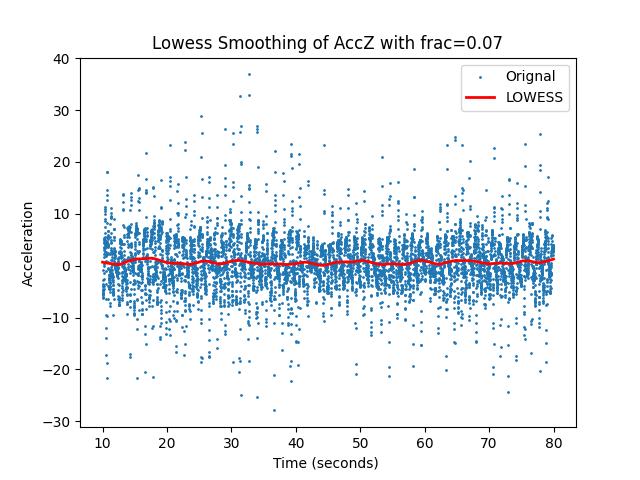 Lowess Smoothing of AccZ with frac=0.07
Orignal
LOWESS
Acceleration
40
30
20
10
0
−10
−20
−30
10 20 30 40 50 60 70 80
Time (seconds)